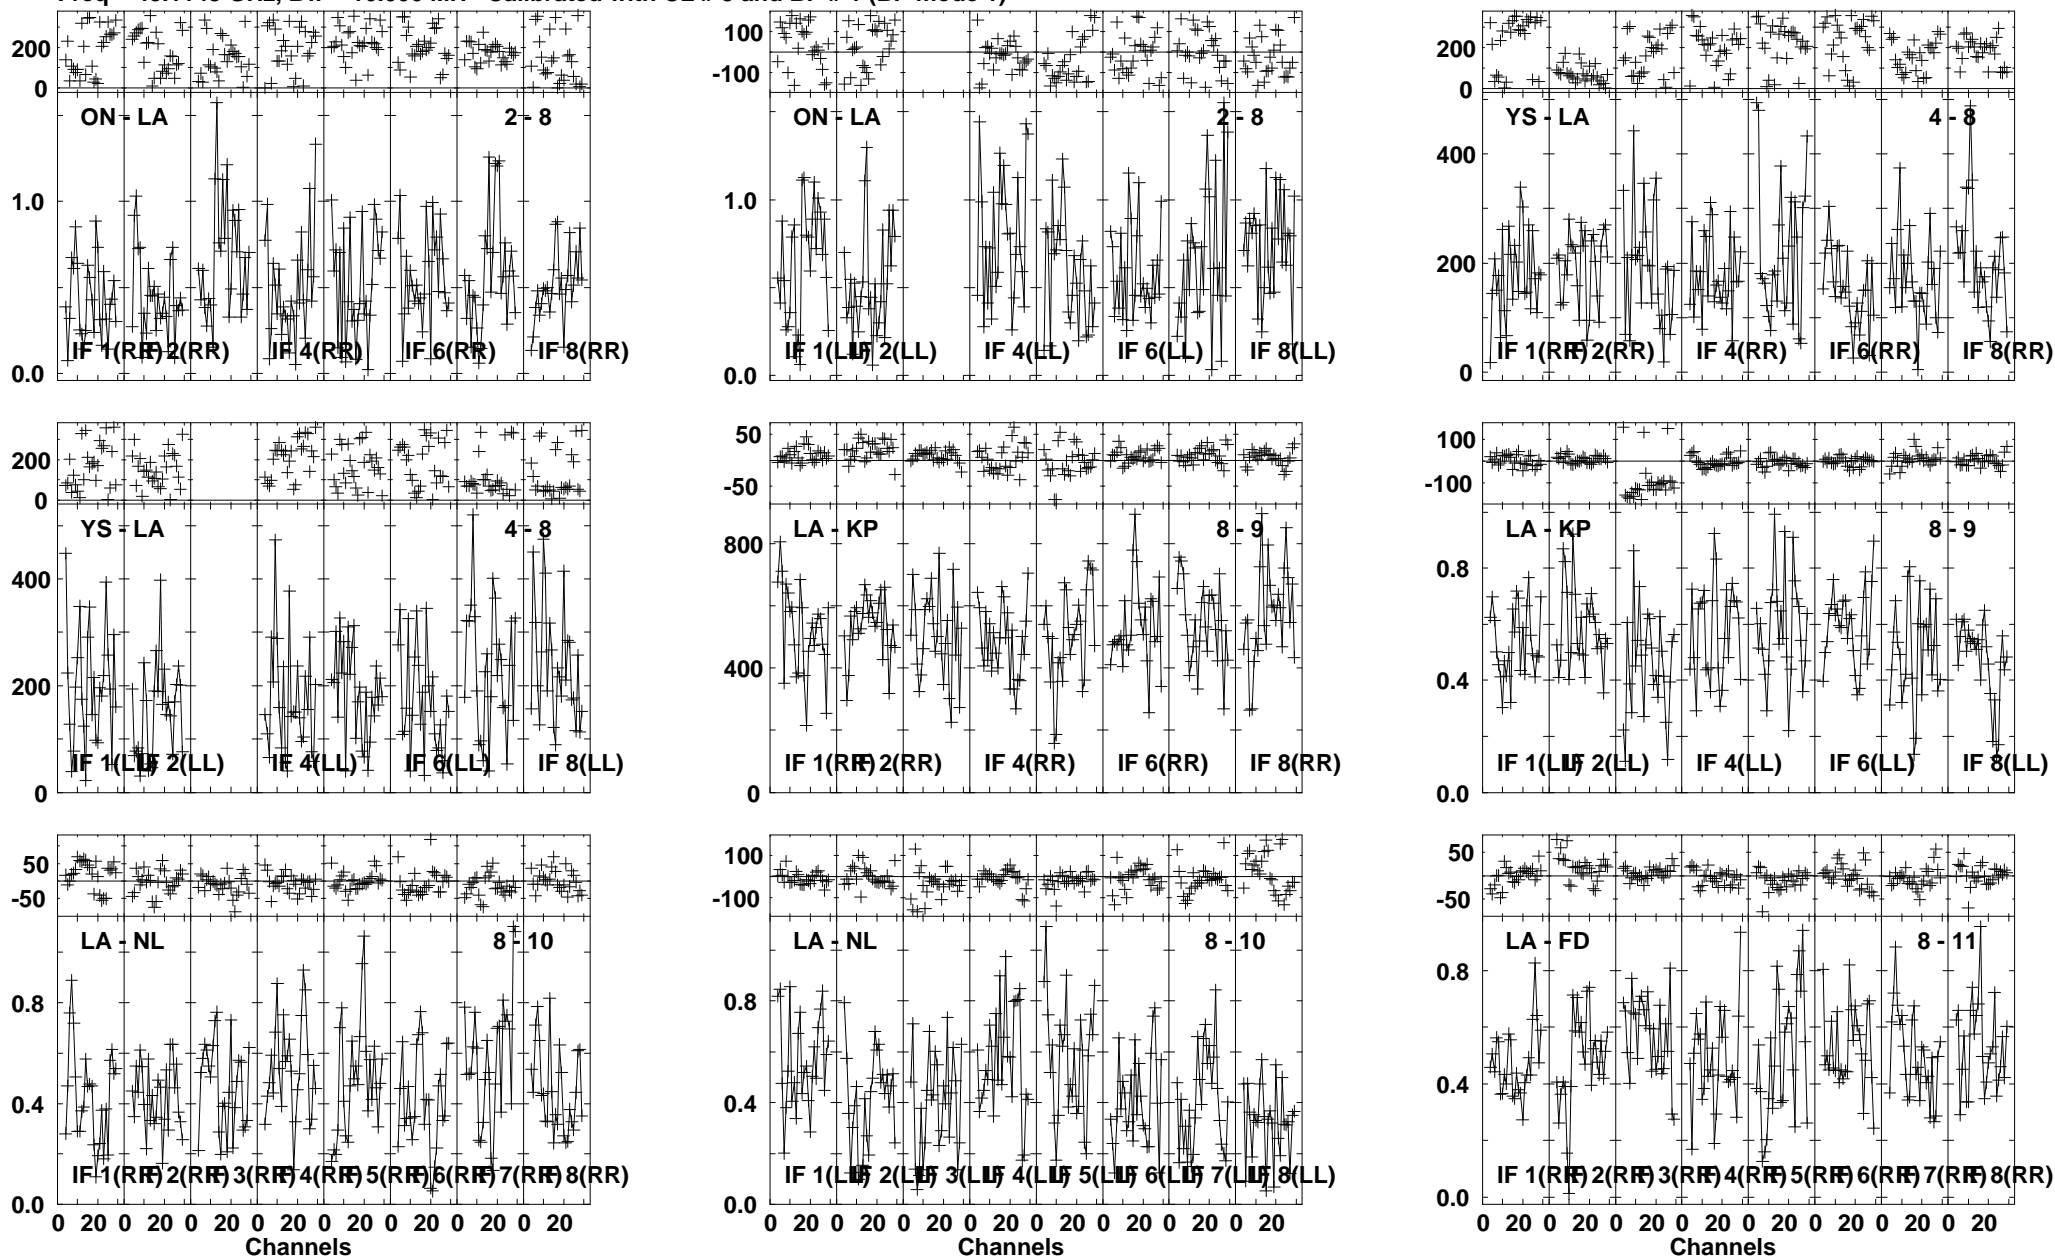 200
0
ON - LA
2 - 8
1.0
0.0
IF 1(RR)
IF 2(RR)
IF 4(RR)
IF 6(RR)
IF 8(RR)
100
-100
ON - LA
2 - 8
1.0
0.0
IF 1(LL)
IF 2(LL)
IF 4(LL)
IF 6(LL)
IF 8(LL)
200
0
YS - LA
4 - 8
400
200
0
IF 1(RR)
IF 2(RR)
IF 4(RR)
IF 6(RR)
IF 8(RR)
200
0
YS - LA
4 - 8
400
200
0
IF 1(LL)
IF 2(LL)
IF 4(LL)
IF 6(LL)
IF 8(LL)
50
-50
LA - KP
8 - 9
800
400
0
IF 1(RR)
IF 2(RR)
IF 4(RR)
IF 6(RR)
IF 8(RR)
100
-100
LA - KP
8 - 9
0.8
0.4
0.0
IF 1(LL)
IF 2(LL)
IF 4(LL)
IF 6(LL)
IF 8(LL)
50
-50
LA - NL
8 - 10
0.8
0.4
0.0
IF 1(RR)
IF 2(RR)
IF 3(RR)
IF 4(RR)
IF 5(RR)
IF 6(RR)
IF 7(RR)
IF 8(RR)
0 20 0 20 0 20 0 20 0 20 0 20 0 20 0 20
Channels
100
-100
LA - NL
8 - 10
0.8
0.4
0.0
IF 1(LL)
IF 2(LL)
IF 3(LL)
IF 4(LL)
IF 5(LL)
IF 6(LL)
IF 7(LL)
IF 8(LL)
0 20 0 20 0 20 0 20 0 20 0 20 0 20 0 20
Channels
50
-50
LA - FD
8 - 11
0.8
0.4
0.0
IF 1(RR)
IF 2(RR)
IF 3(RR)
IF 4(RR)
IF 5(RR)
IF 6(RR)
IF 7(RR)
IF 8(RR)
0 20 0 20 0 20 0 20 0 20 0 20 0 20 0 20
Channels